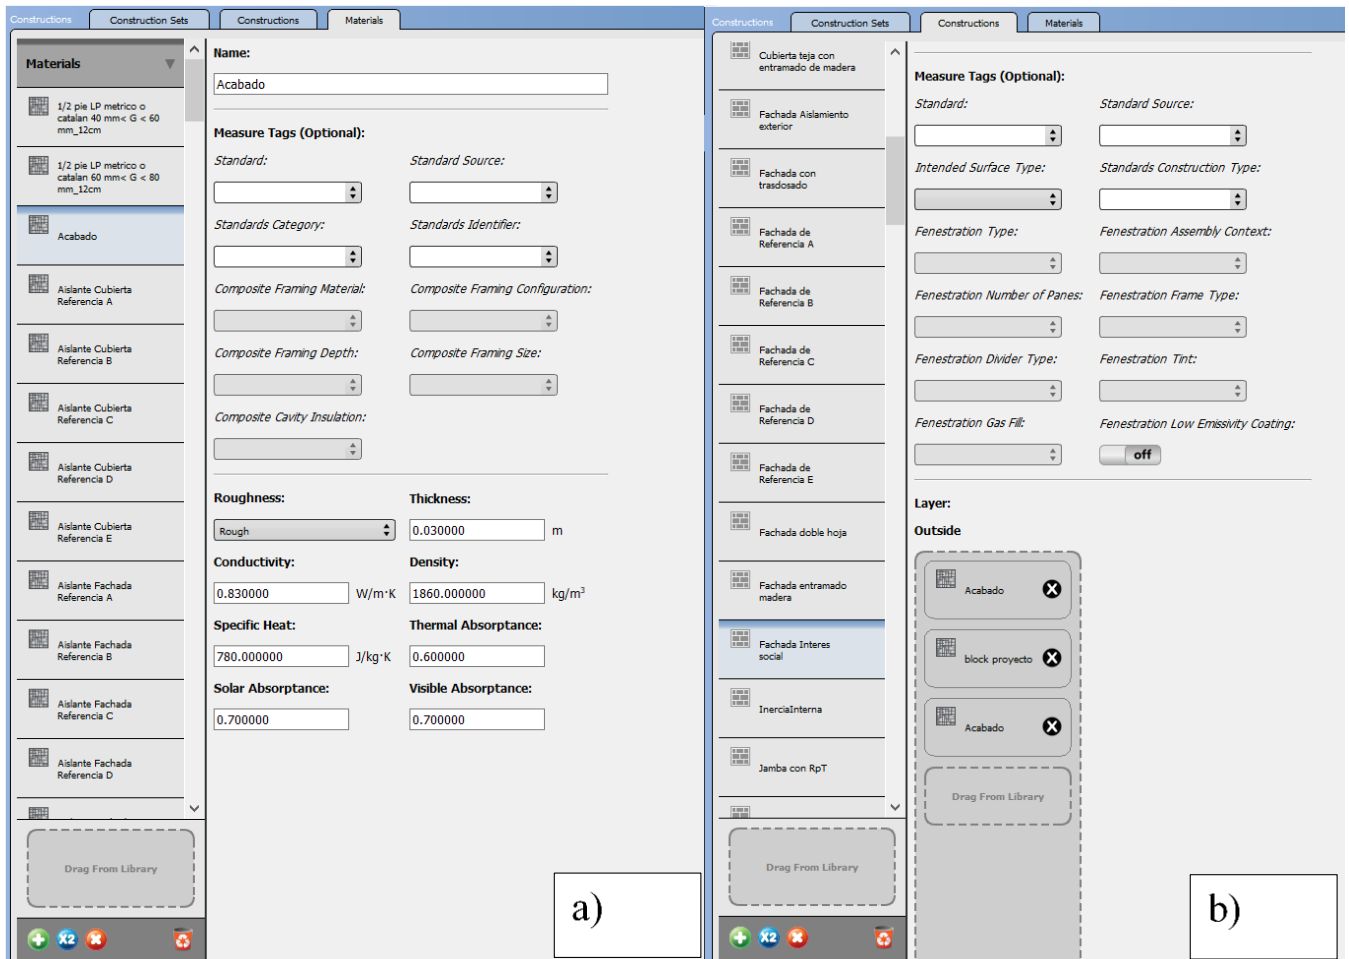 Constructions
Construction Sets
Constructions
Materials
Materials
1/2 pie LP metrico o
catalan 40 mm< G < 60
mm_12cm
1/2 pie LP metrico o
catalan 60 mm< G < 80
mm_12cm
Acabado
Aislante Cubierta
Referencia A
Aislante Cubierta
Referencia B
Aislante Cubierta
Referencia C
Aislante Cubierta
Referencia D
Aislante Cubierta
Referencia E
Aislante Fachada
Referencia A
Aislante Fachada
Referencia B
Aislante Fachada
Referencia C
Aislante Fachada
Referencia D
Drag From Library
X2
Name:
Acabado
Measure Tags (Optional):
Standard: Standard Source:
Standards Category: Standards Identifier:
Composite Framing Material: Composite Framing Configuration:
Composite Framing Depth: Composite Framing Size:
Composite Cavity Insulation:
Roughness: Thickness:
Rough 0.030000 m
Conductivity: Density:
0.830000 W/m·K 1860.000000 kg/m³
Specific Heat: Thermal Absorptance:
780.000000 J/kg·K 0.600000
Solar Absorptance: Visible Absorptance:
0.700000 0.700000
a)
Constructions
Construction Sets
Constructions
Materials
Cubierta teja con
entramado de madera
Fachada Aislamiento
exterior
Fachada con
trasdosado
Fachada de
Referencia A
Fachada de
Referencia B
Fachada de
Referencia C
Fachada de
Referencia D
Fachada de
Referencia E
Fachada doble hoja
Fachada entramado
madera
Fachada Interes
social
InerciaInterna
Jamba con RpT
Drag From Library
X2
Measure Tags (Optional):
Standard: Standard Source:
Intended Surface Type: Standards Construction Type:
Fenestration Type: Fenestration Assembly Context:
Fenestration Number of Panes: Fenestration Frame Type:
Fenestration Divider Type: Fenestration Tint:
Fenestration Gas Fill: Fenestration Low Emissivity Coating:
off
Layer:
Outside
Acabado
block proyecto
Acabado
Drag From Library
b)